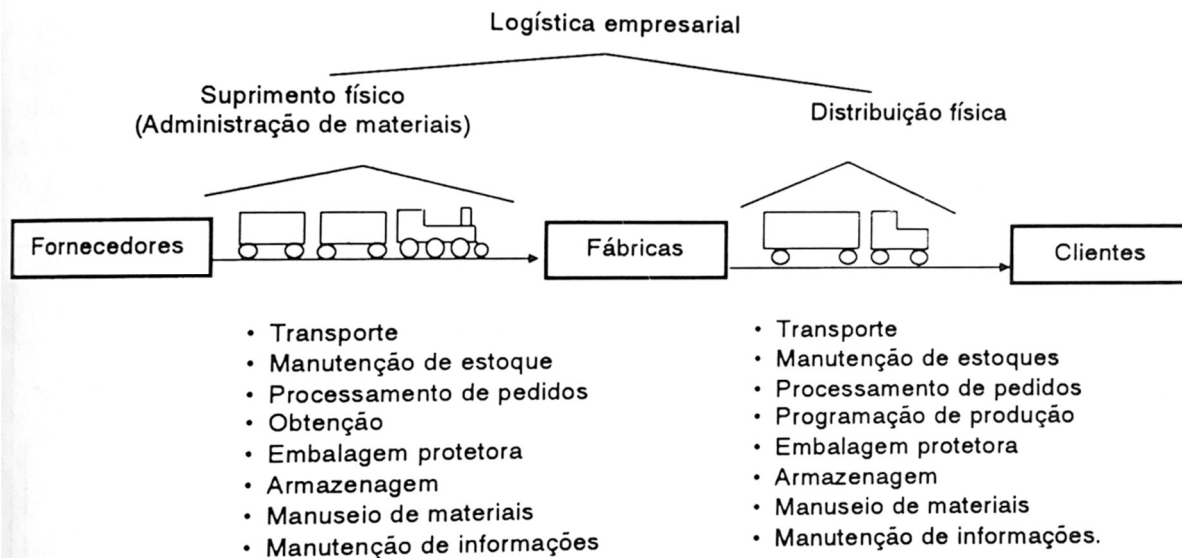 Logística empresarial
Suprimento físico
(Administração de materiais)
Distribuição física
Fornecedores
Fábricas
Clientes
• Transporte
• Manutenção de estoque
• Processamento de pedidos
• Obtenção
• Embalagem protetora
• Armazenagem
• Manuseio de materiais
• Manutenção de informações
• Transporte
• Manutenção de estoques
• Processamento de pedidos
• Programação de produção
• Embalagem protetora
• Armazenagem
• Manuseio de materiais
• Manutenção de informações.